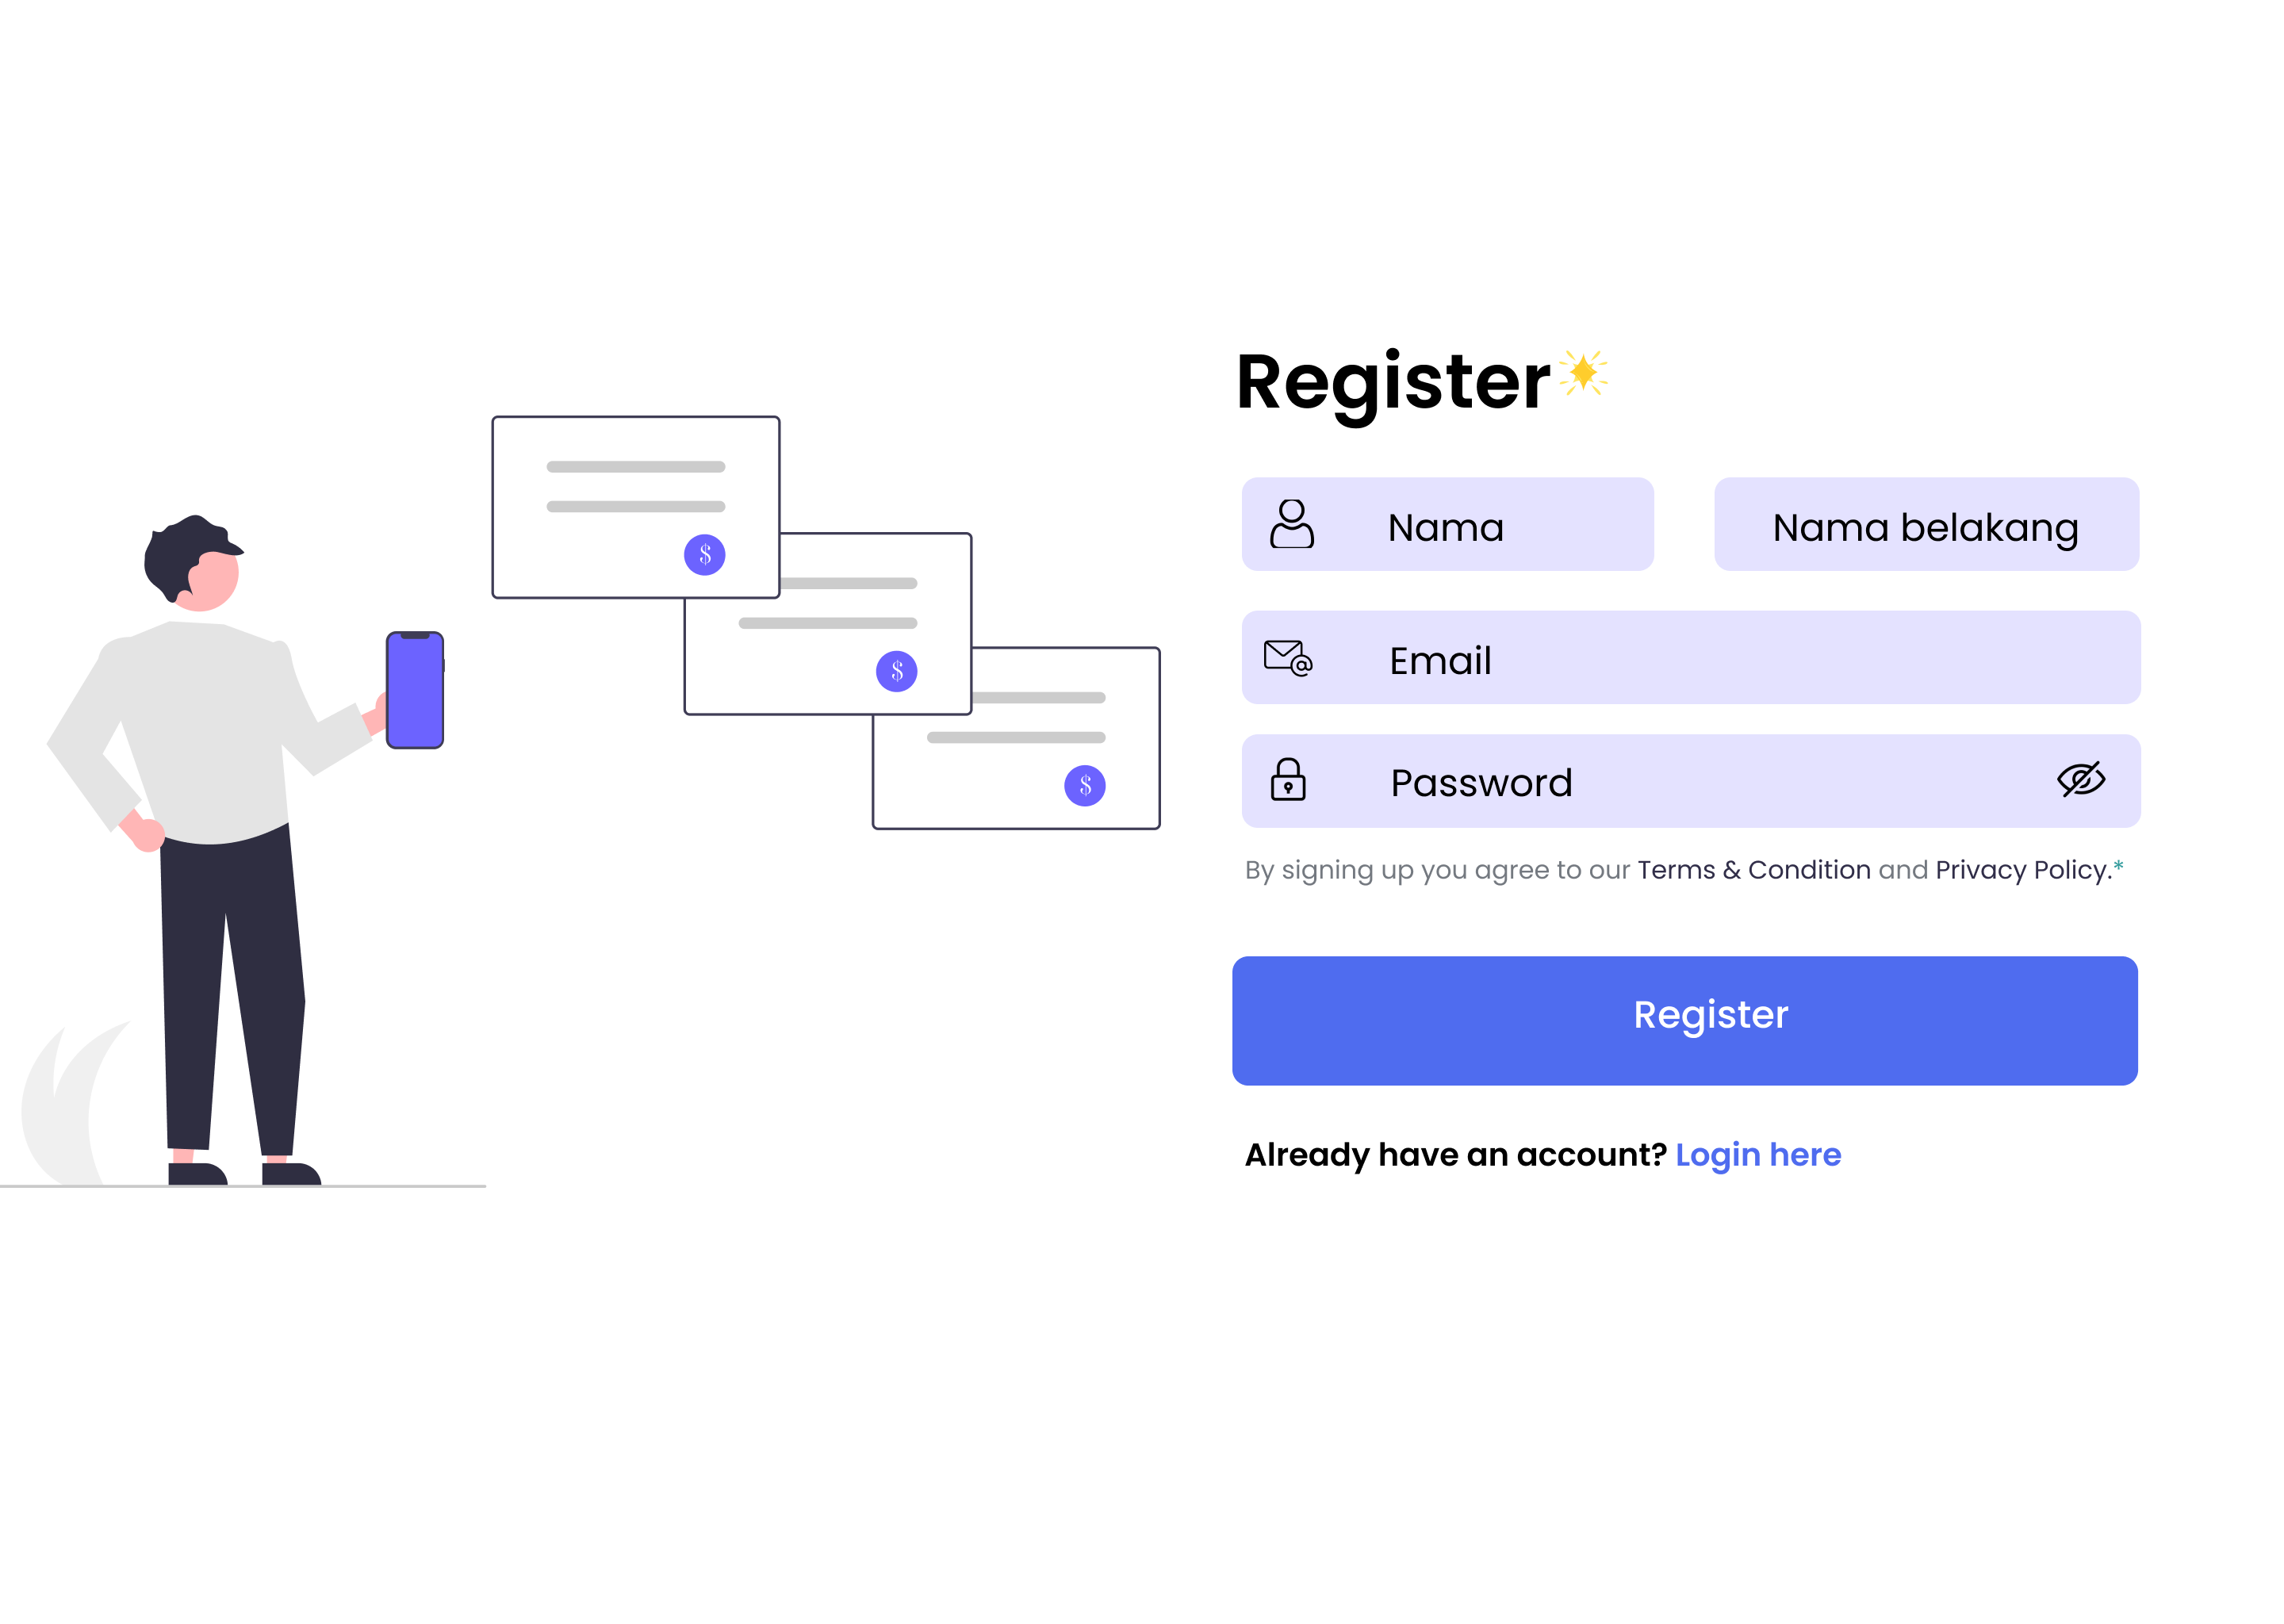 Register
Nama
Nama belakang
Email
Password
By signing up you agree to our Terms & Condition and Privacy Policy.*
Register
Already have an account? Login here
$
$
$